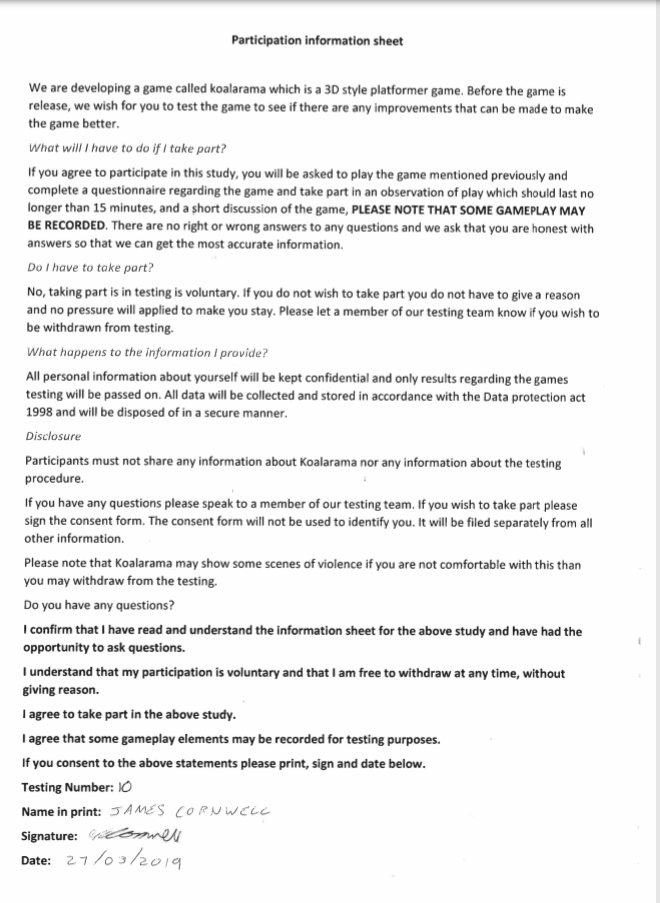 Participation information sheet
We are developing a game called koalarama which is a 3D style platformer game. Before the game is
release, we wish for you to test the game to see if there are any improvements that can be made to make
the game better.
What will I have to do if I take part?
If you agree to participate in this study, you will be asked to play the game mentioned previously and
complete a questionnaire regarding the game and take part in an observation of play which should last no
longer than 15 minutes, and a short discussion of the game, PLEASE NOTE THAT SOME GAMEPLAY MAY
BE RECORDED. There are no right or wrong answers to any questions and we ask that you are honest with
answers so that we can get the most accurate information.
Do I have to take part?
No, taking part is in testing is voluntary. If you do not wish to take part you do not have to give a reason
and no pressure will applied to make you stay. Please let a member of our testing team know if you wish to
be withdrawn from testing.
What happens to the information I provide?
All personal information about yourself will be kept confidential and only results regarding the games
testing will be passed on. All data will be collected and stored in accordance with the Data protection act
1998 and will be disposed of in a secure manner.
Disclosure
Participants must not share any information about Koalarama nor any information about the testing
procedure.
If you have any questions please speak to a member of our testing team. If you wish to take part please
sign the consent form. The consent form will not be used to identify you. It will be filed separately from all
other information.
Please note that Koalarama may show some scenes of violence if you are not comfortable with this than
you may withdraw from the testing.
Do you have any questions?
I confirm that I have read and understand the information sheet for the above study and have had the
opportunity to ask questions.
I understand that my participation is voluntary and that I am free to withdraw at any time, without
giving reason.
I agree to take part in the above study.
I agree that some gameplay elements may be recorded for testing purposes.
If you consent to the above statements please print, sign and date below.
Testing Number: 10
Name in print: JAMES CORNWELL
Signature:
Date: 27/03/2019